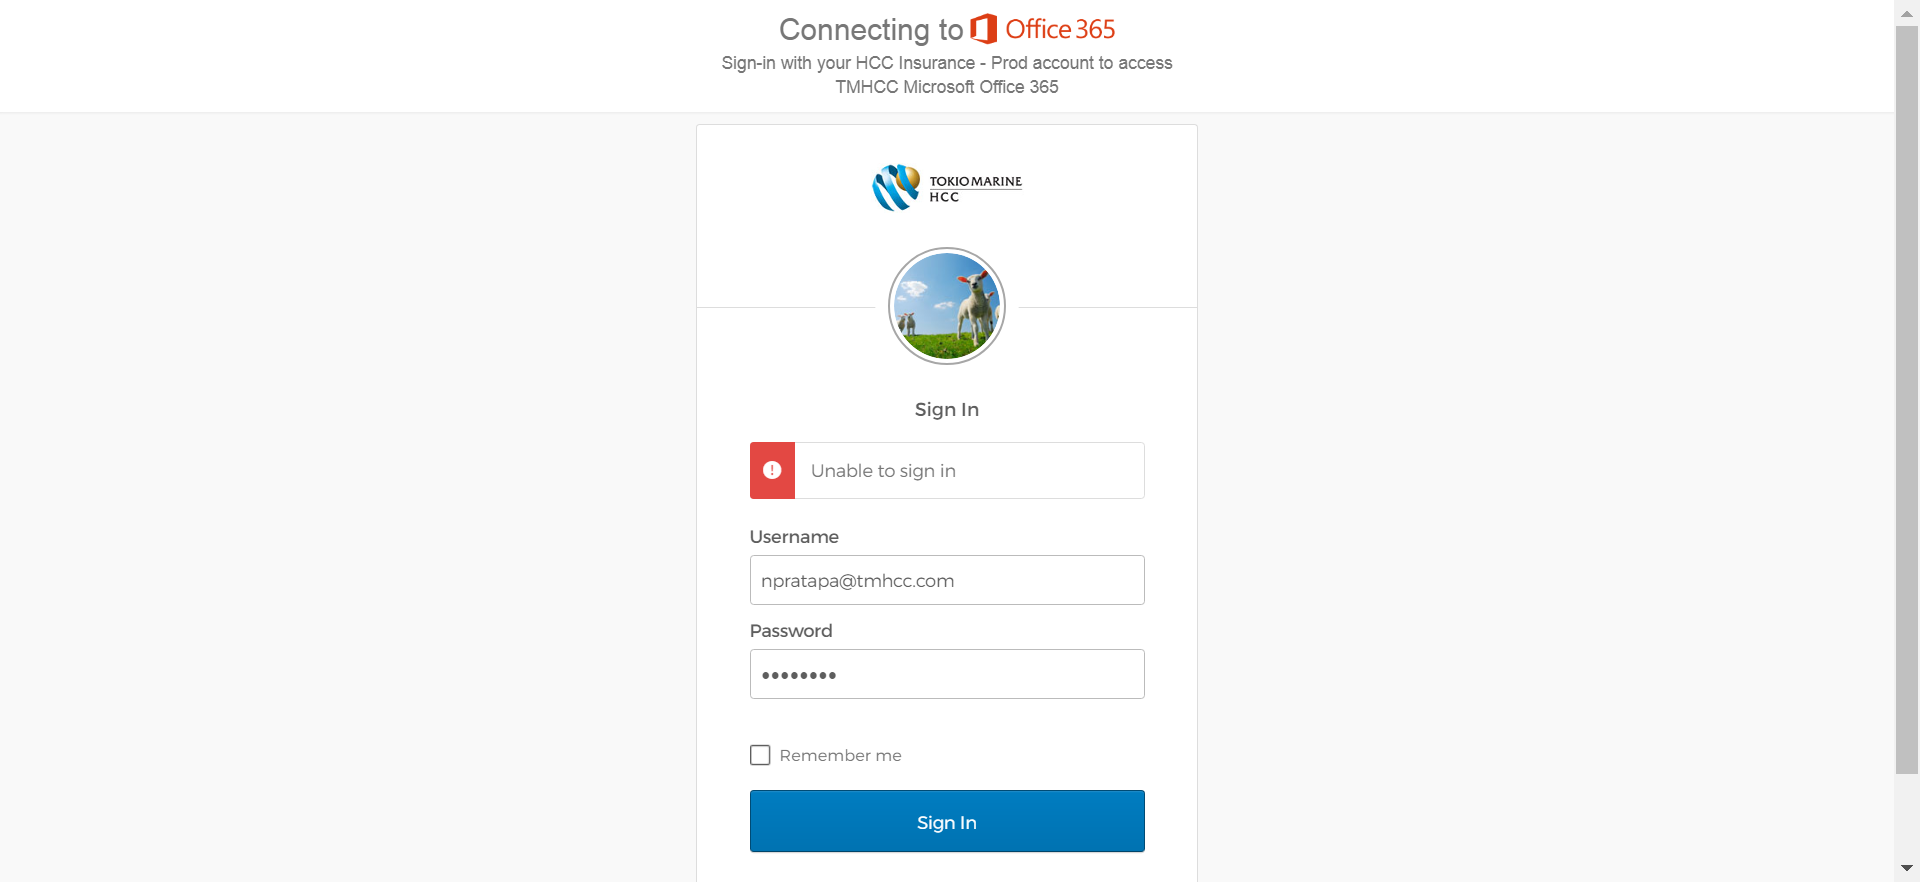 Connecting to Office 365
Sign-in with your HCC Insurance - Prod account to access
TMHCC Microsoft Office 365
TOKIO MARINE
HCC
Sign In
Unable to sign in
Username
npratapa@tmhcc.com
Password
••••••••
Remember me
Sign In